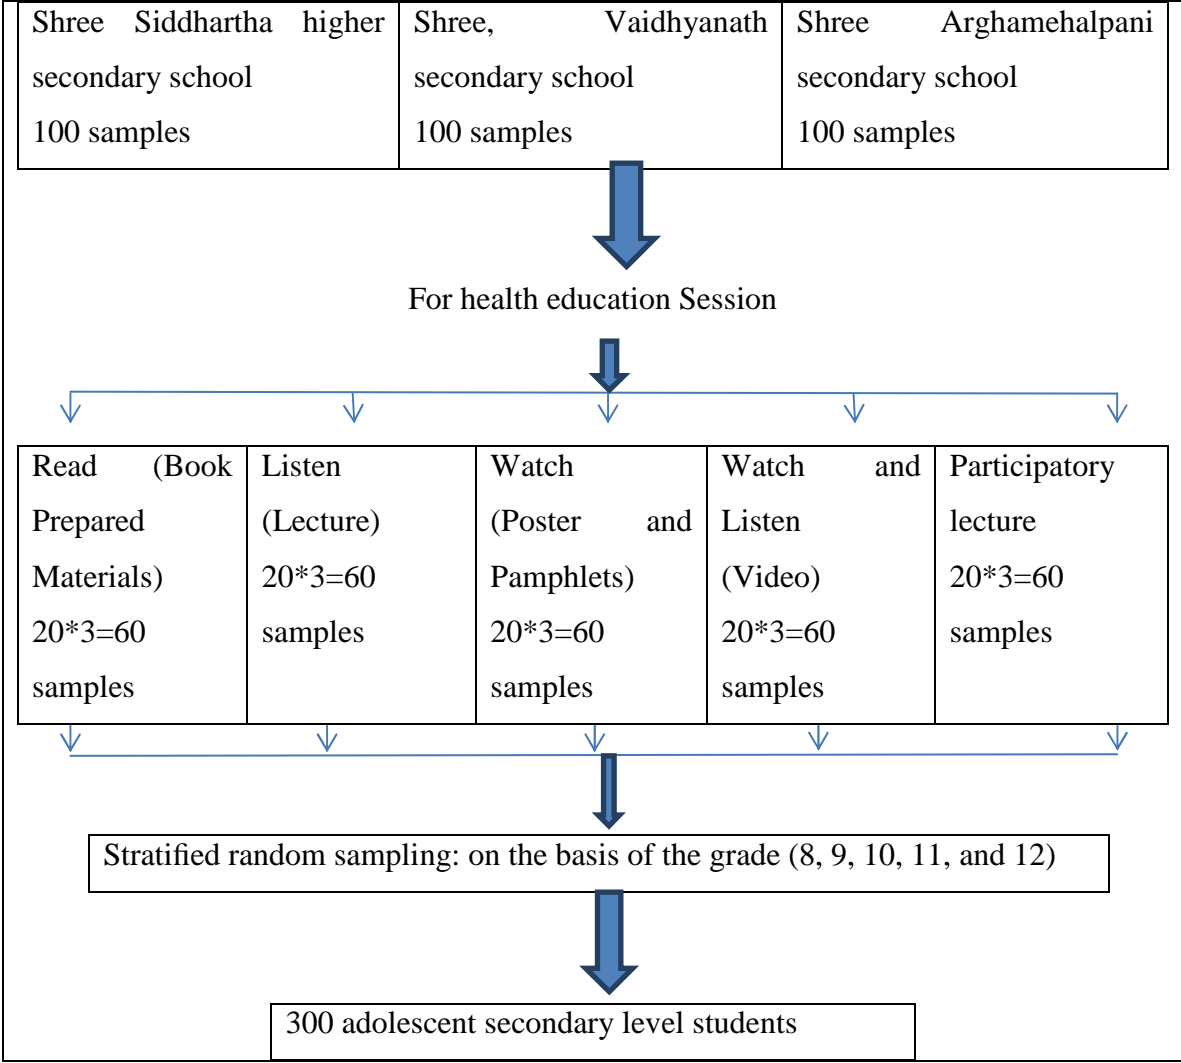 Shree Siddhartha higher
secondary school
100 samples
Shree, Vaidhyanath
secondary school
100 samples
Shree Arghamehalpani
secondary school
100 samples
For health education Session
Read (Book
Prepared
Materials)
20*3=60
samples
Listen
(Lecture)
20*3=60
samples
Watch
(Poster and
Pamphlets)
20*3=60
samples
Watch and
Listen
(Video)
20*3=60
samples
Participatory
lecture
20*3=60
samples
Stratified random sampling: on the basis of the grade (8, 9, 10, 11, and 12)
300 adolescent secondary level students